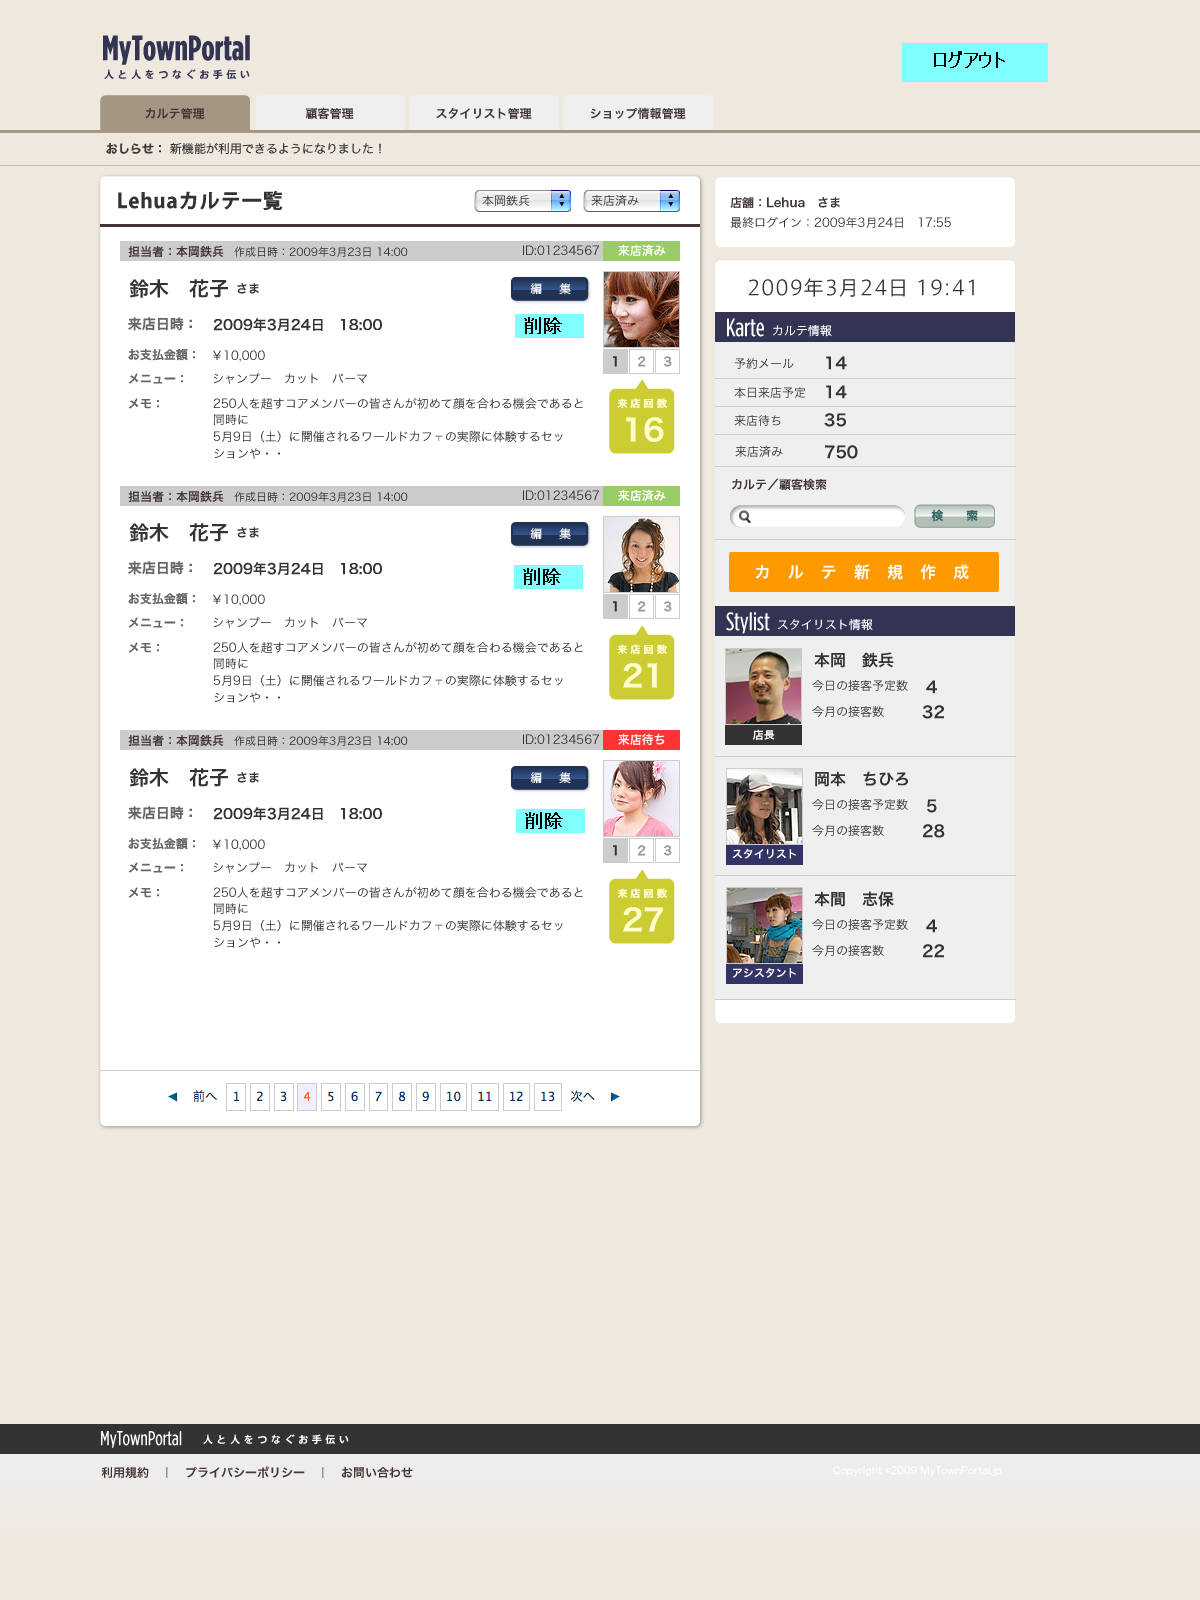 MyTownPortal
人と人をつなぐお手伝い
ログアウト
カルテ管理
顧客管理
スタイリスト管理
ショップ情報管理
おしらせ： 新機能が利用できるようになりました！
Lehuaカルテ一覧
本岡鉄兵
来店済み
担当者：本岡鉄兵 作成日時：2009年3月23日 14:00 ID:01234567 来店済み
鈴木　花子 さま
編　集
来店日時： 2009年3月24日　18:00
削除
お支払金額： ￥10,000
1 2 3
メニュー： シャンプー　カット　パーマ
メモ： 250人を超すコアメンバーの皆さんが初めて顔を合わる機会であると
同時に
5月9日（土）に開催されるワールドカフェの実際に体験するセッ
ションや・・
来店回数
16
担当者：本岡鉄兵 作成日時：2009年3月23日 14:00 ID:01234567 来店済み
鈴木　花子 さま
編　集
来店日時： 2009年3月24日　18:00
削除
お支払金額： ￥10,000
1 2 3
メニュー： シャンプー　カット　パーマ
メモ： 250人を超すコアメンバーの皆さんが初めて顔を合わる機会であると
同時に
5月9日（土）に開催されるワールドカフェの実際に体験するセッ
ションや・・
来店回数
21
担当者：本岡鉄兵 作成日時：2009年3月23日 14:00 ID:01234567 来店待ち
鈴木　花子 さま
編　集
来店日時： 2009年3月24日　18:00
削除
お支払金額： ￥10,000
1 2 3
メニュー： シャンプー　カット　パーマ
メモ： 250人を超すコアメンバーの皆さんが初めて顔を合わる機会であると
同時に
5月9日（土）に開催されるワールドカフェの実際に体験するセッ
ションや・・
来店回数
27
◀ 前へ 1 2 3 4 5 6 7 8 9 10 11 12 13 次へ ▶
店舗：Lehua　さま
最終ログイン：2009年3月24日　17:55
2009年3月24日 19:41
Karte カルテ情報
予約メール 14
本日来店予定 14
来店待ち 35
来店済み 750
カルテ／顧客検索
検　索
カルテ新規作成
Stylist スタイリスト情報
本岡　鉄兵
今日の接客予定数 4
今月の接客数 32
店長
岡本　ちひろ
今日の接客予定数 5
今月の接客数 28
スタイリスト
本間　志保
今日の接客予定数 4
今月の接客数 22
アシスタント
MyTownPortal 人と人をつなぐお手伝い
利用規約 | プライバシーポリシー | お問い合わせ
Copyright ©2009 MyTownPortal.jp